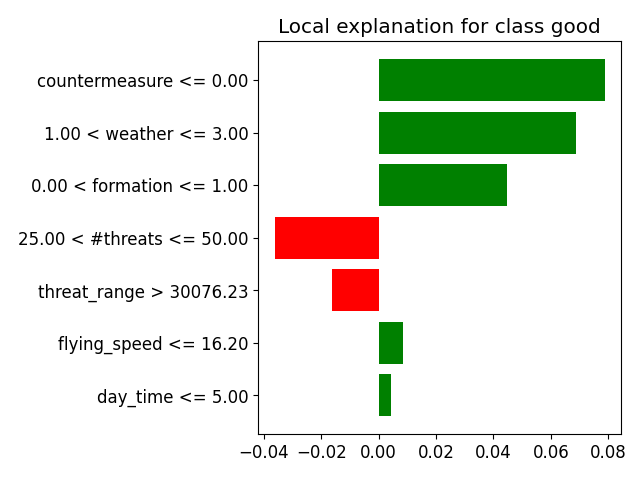 Local explanation for class good
countermeasure <= 0.00
1.00 < weather <= 3.00
0.00 < formation <= 1.00
25.00 < #threats <= 50.00
threat_range > 30076.23
flying_speed <= 16.20
day_time <= 5.00
−0.04 −0.02 0.00 0.02 0.04 0.06 0.08